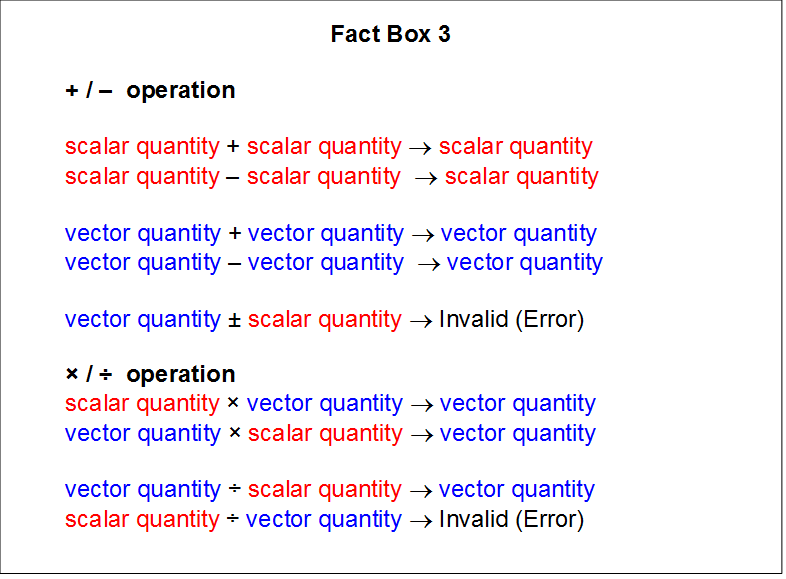 Fact Box 3
+ / – operation
scalar quantity + scalar quantity → scalar quantity
scalar quantity – scalar quantity → scalar quantity
vector quantity + vector quantity → vector quantity
vector quantity – vector quantity → vector quantity
vector quantity ± scalar quantity → Invalid (Error)
× / ÷ operation
scalar quantity × vector quantity → vector quantity
vector quantity × scalar quantity → vector quantity
vector quantity ÷ scalar quantity → vector quantity
scalar quantity ÷ vector quantity → Invalid (Error)